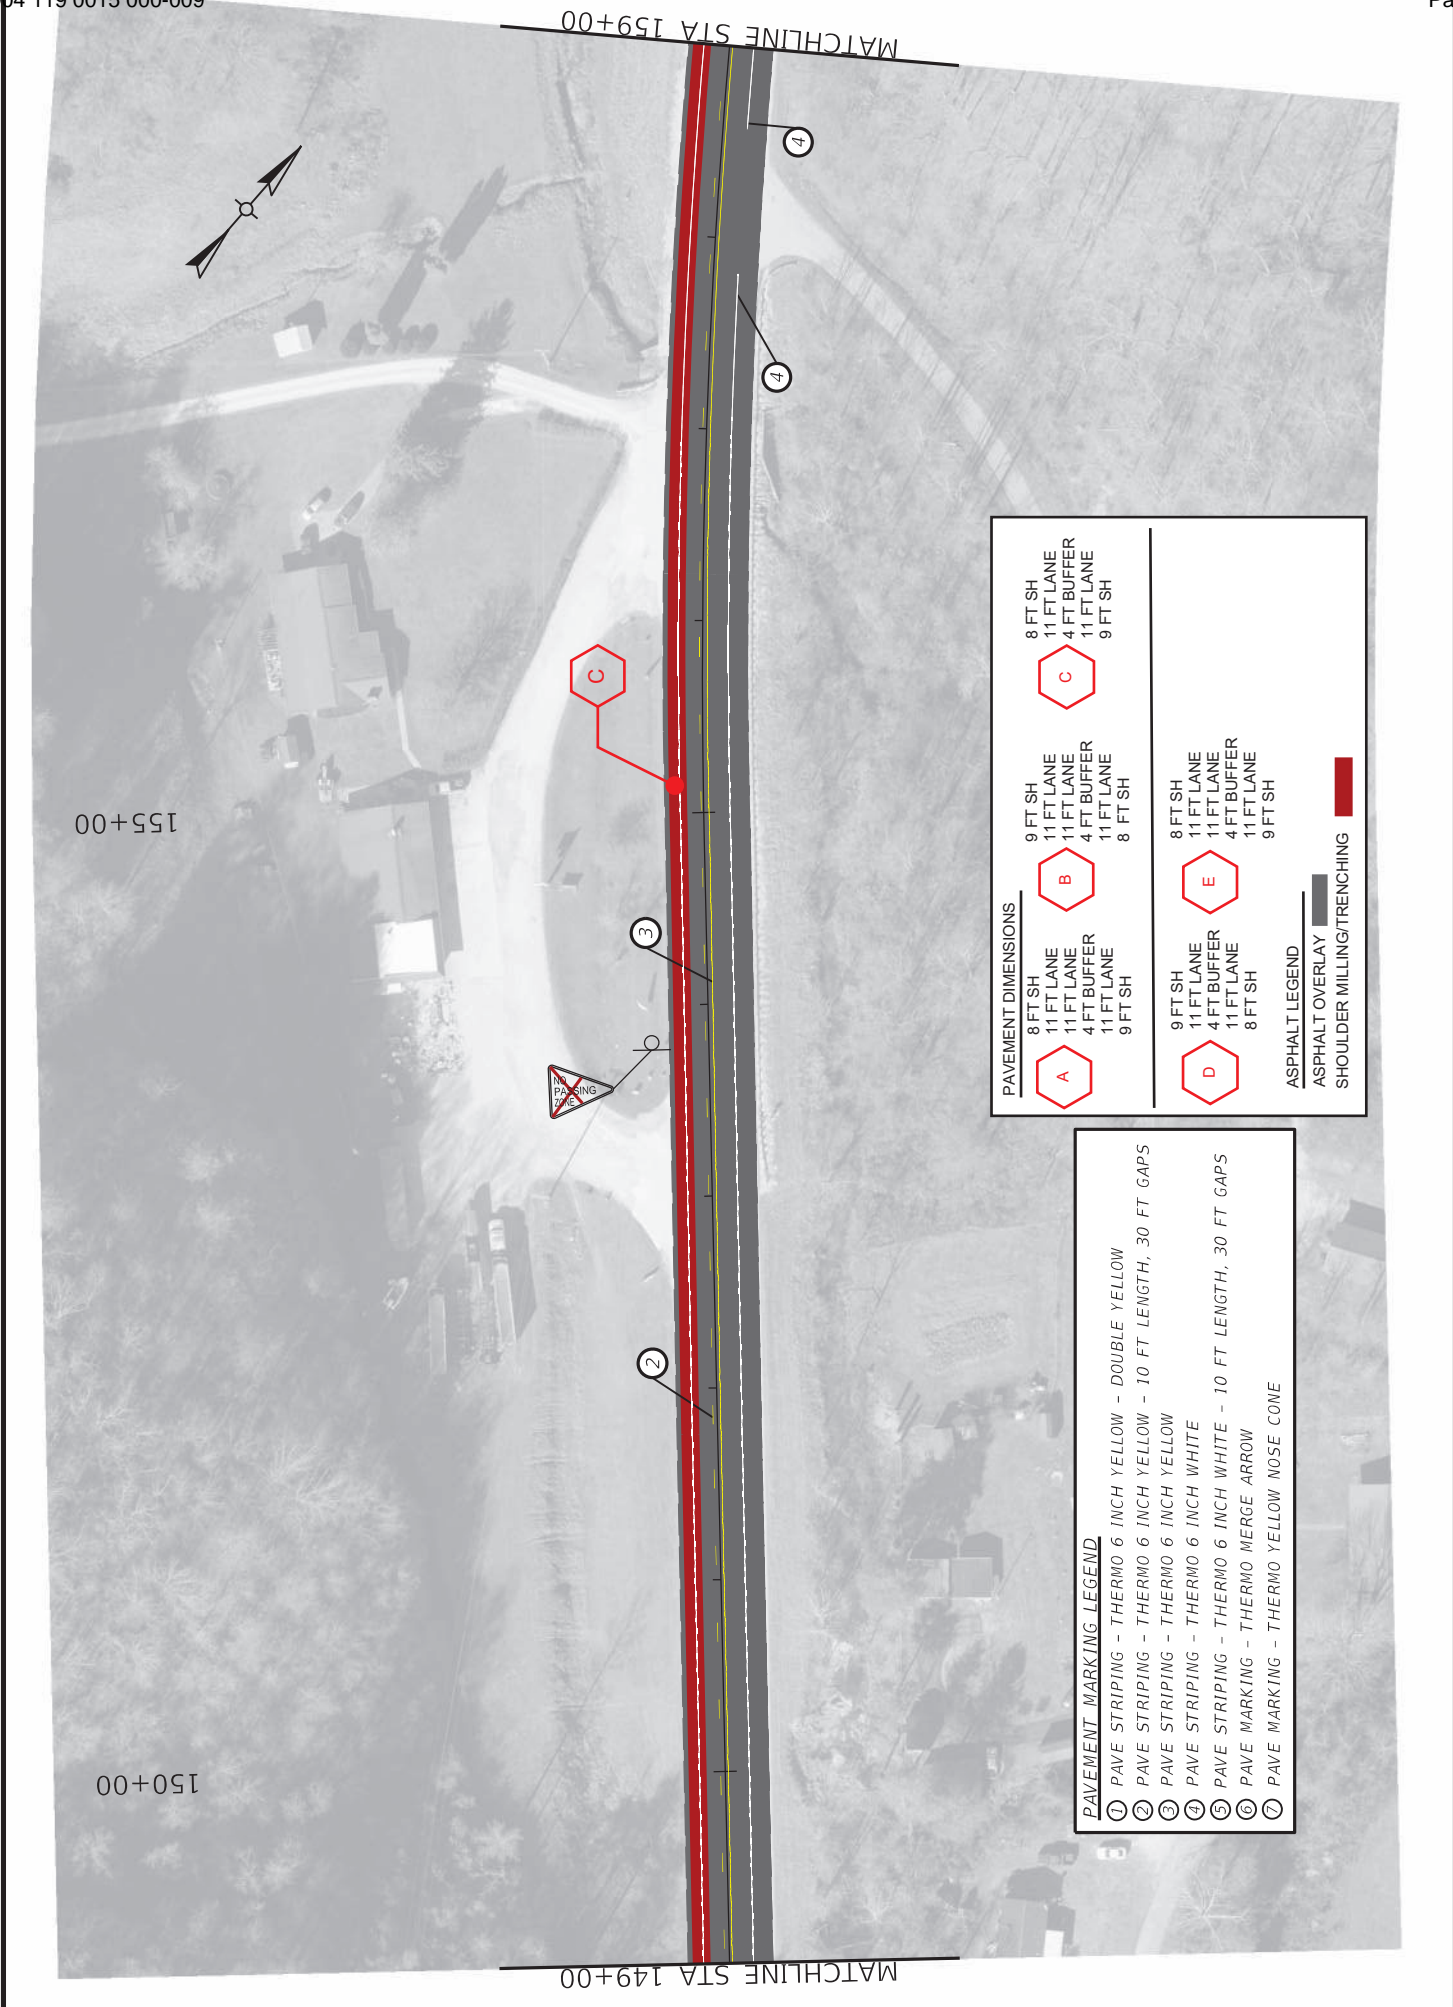 04 119 0015 000-009
Pa
MATCHLINE STA 159+00
4
4
C
155+00
3
NO
PASSING
ZONE
2
150+00
MATCHLINE STA 149+00
PAVEMENT DIMENSIONS
A
8 FT SH
11 FT LANE
11 FT LANE
4 FT BUFFER
11 FT LANE
9 FT SH
B
9 FT SH
11 FT LANE
11 FT LANE
4 FT BUFFER
11 FT LANE
8 FT SH
C
8 FT SH
11 FT LANE
4 FT BUFFER
11 FT LANE
9 FT SH
D
9 FT SH
11 FT LANE
4 FT BUFFER
11 FT LANE
8 FT SH
E
8 FT SH
11 FT LANE
11 FT LANE
4 FT BUFFER
11 FT LANE
9 FT SH
ASPHALT LEGEND
ASPHALT OVERLAY
SHOULDER MILLING/TRENCHING
PAVEMENT MARKING LEGEND
1 PAVE STRIPING - THERMO 6 INCH YELLOW - DOUBLE YELLOW
2 PAVE STRIPING - THERMO 6 INCH YELLOW - 10 FT LENGTH, 30 FT GAPS
3 PAVE STRIPING - THERMO 6 INCH YELLOW
4 PAVE STRIPING - THERMO 6 INCH WHITE
5 PAVE STRIPING - THERMO 6 INCH WHITE - 10 FT LENGTH, 30 FT GAPS
6 PAVE MARKING - THERMO MERGE ARROW
7 PAVE MARKING - THERMO YELLOW NOSE CONE